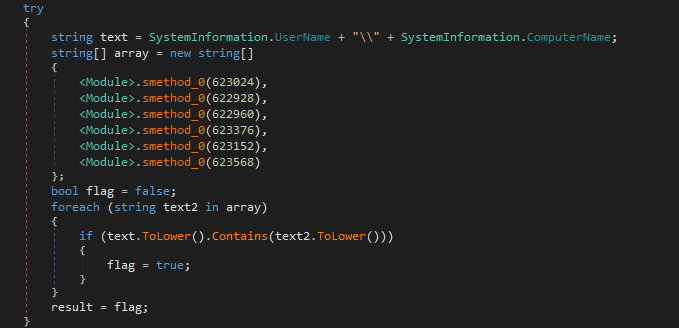 try
{
string text = SystemInformation.UserName + "\\" + SystemInformation.ComputerName;
string[] array = new string[]
{
<Module>.smethod_0(623024),
<Module>.smethod_0(622928),
<Module>.smethod_0(622960),
<Module>.smethod_0(623376),
<Module>.smethod_0(623152),
<Module>.smethod_0(623568)
};
bool flag = false;
foreach (string text2 in array)
{
if (text.ToLower().Contains(text2.ToLower()))
{
flag = true;
}
}
result = flag;
}